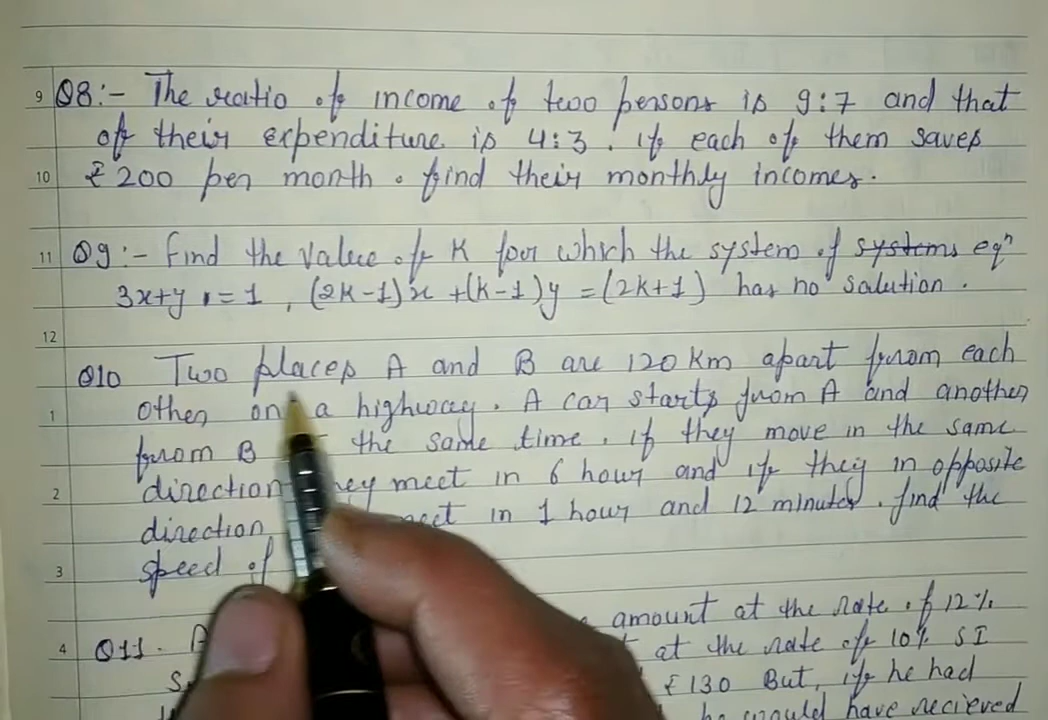 9 Q8:- The ratio of income of two persons is 9:7 and that
of their expenditure is 4:3. if each of them saves
10 ₹200 per month. find their monthly incomes.
11 Q9:- Find the value of K for which the system of systems eqⁿ
3x+y = 1, (2k-1)x +(k-1)y = (2k+1) has no salution.
12
Q10 Two places A and B are 120 km apart from each
1 other on a highway. A car starts from A and another
from B the same time. if they move in the same
2 direction they meet in 6 hour and if they in opposite
direction meet in 1 hour and 12 minutes. find the
3 speed of
amount at the rate of 12%
4 Q11. A at the rate of 10% SI
₹130 But, if he had
he would have recieved